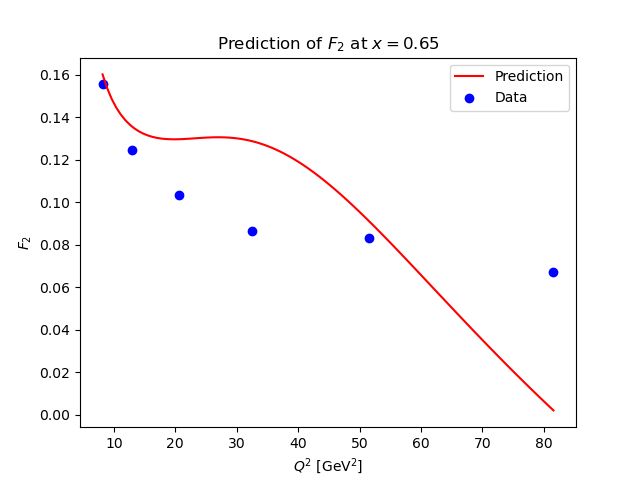 Prediction of F₂ at x = 0.65
Prediction
Data
0.16
0.14
0.12
0.10
0.08
0.06
0.04
0.02
0.00
F₂
10 20 30 40 50 60 70 80
Q² [GeV²]